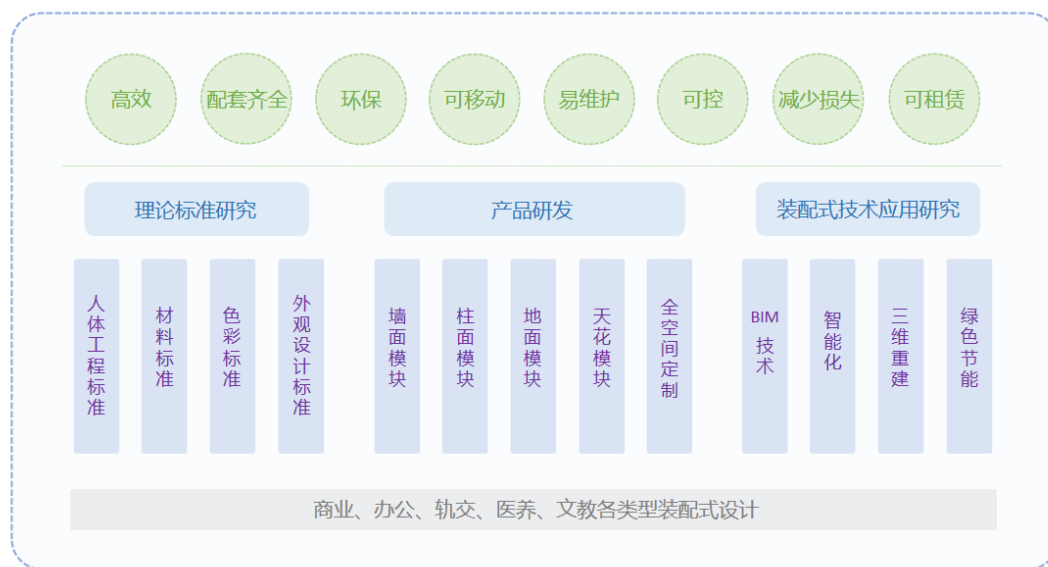 高效
配套齐全
环保
可移动
易维护
可控
减少损失
可租赁
理论标准研究
产品研发
装配式技术应用研究
人体工程标准
材料标准
色彩标准
外观设计标准
墙面模块
柱面模块
地面模块
天花模块
全空间定制
BIM技术
智能化
三维重建
绿色节能
商业、办公、轨交、医养、文教各类型装配式设计